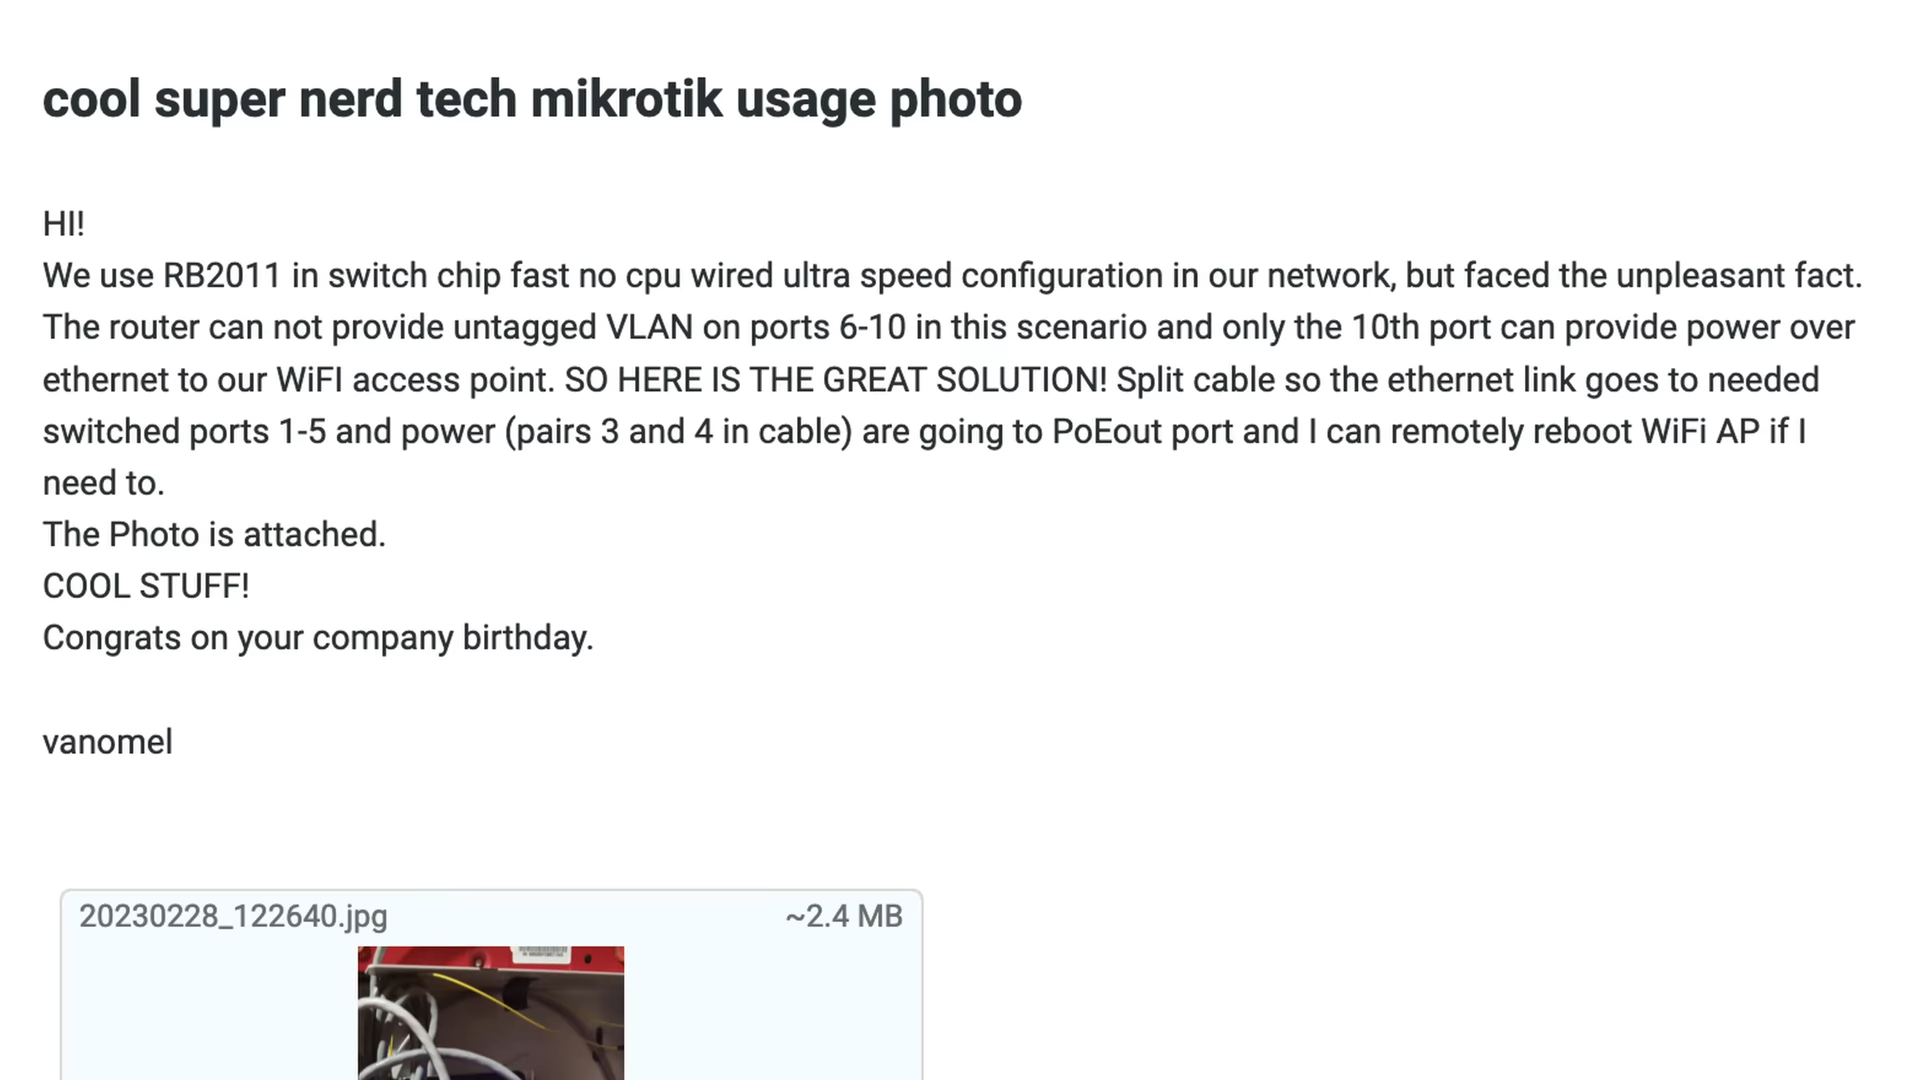 cool super nerd tech mikrotik usage photo
HI!
We use RB2011 in switch chip fast no cpu wired ultra speed configuration in our network, but faced the unpleasant fact.
The router can not provide untagged VLAN on ports 6-10 in this scenario and only the 10th port can provide power over
ethernet to our WiFI access point. SO HERE IS THE GREAT SOLUTION! Split cable so the ethernet link goes to needed
switched ports 1-5 and power (pairs 3 and 4 in cable) are going to PoEout port and I can remotely reboot WiFi AP if I
need to.
The Photo is attached.
COOL STUFF!
Congrats on your company birthday.
vanomel
20230228_122640.jpg ~2.4 MB